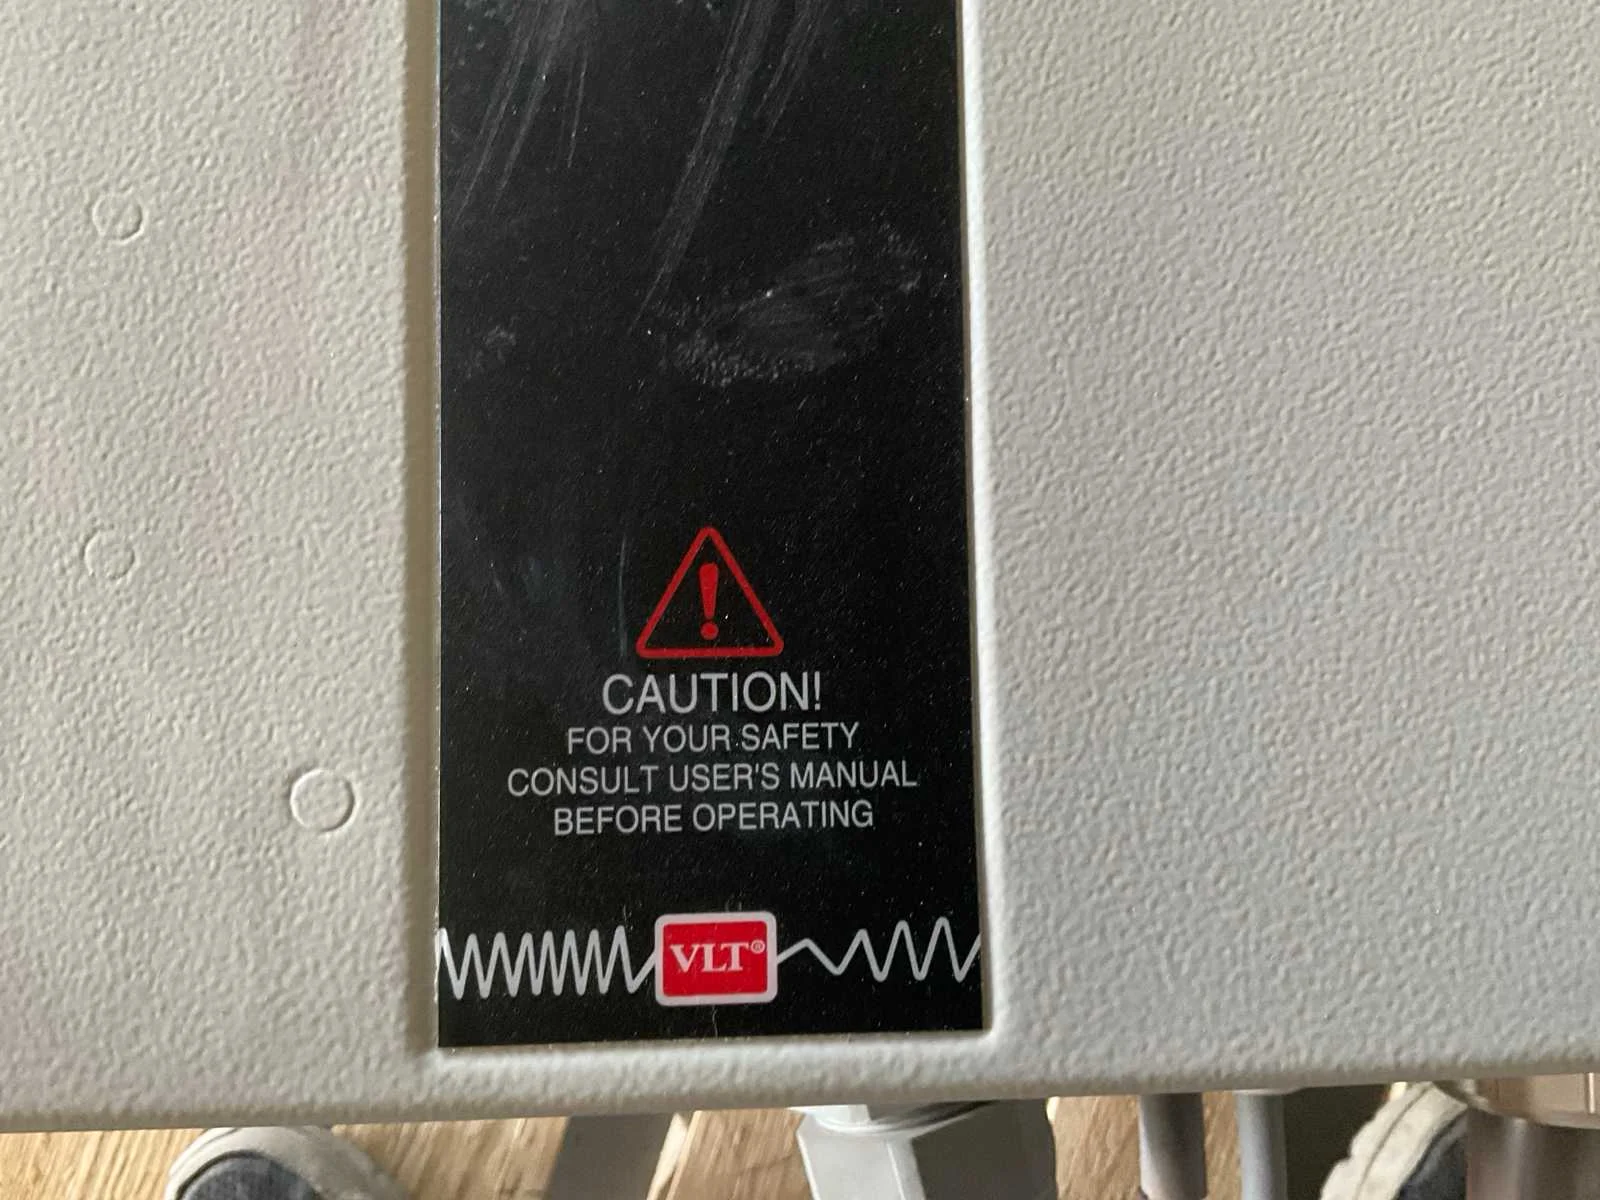 CAUTION!
FOR YOUR SAFETY
CONSULT USER'S MANUAL
BEFORE OPERATING
VLT®